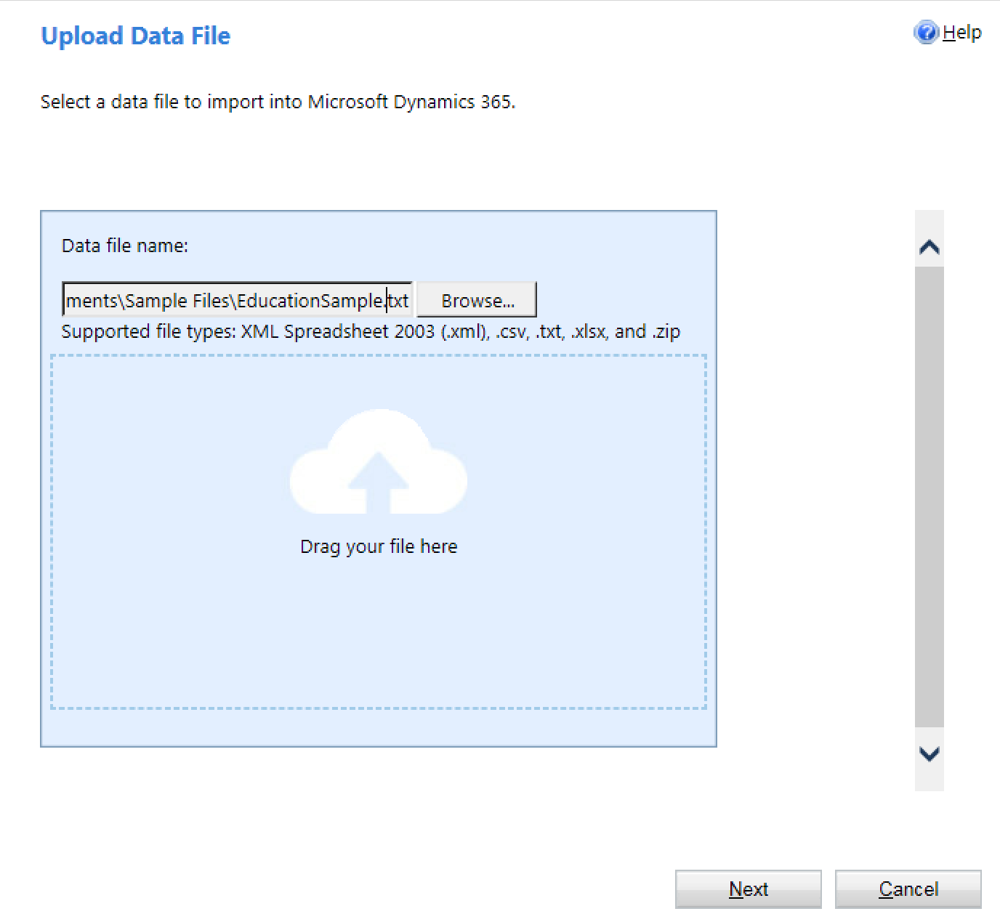 Upload Data File
Help
Select a data file to import into Microsoft Dynamics 365.
Data file name:
ments\Sample Files\EducationSample.txt
Browse...
Supported file types: XML Spreadsheet 2003 (.xml), .csv, .txt, .xlsx, and .zip
Drag your file here
Next
Cancel